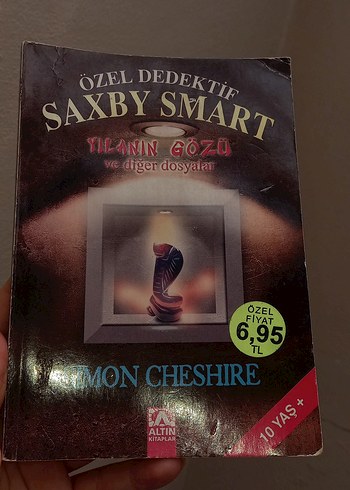 ÖZEL DEDEKTİF
SAXBY SMART
YILANIN GÖZÜ
ve diğer dosyalar
ÖZEL
FİYAT
6,95
TL
IMON CHESHIRE
ALTIN
KİTAPLAR
10 YAŞ +